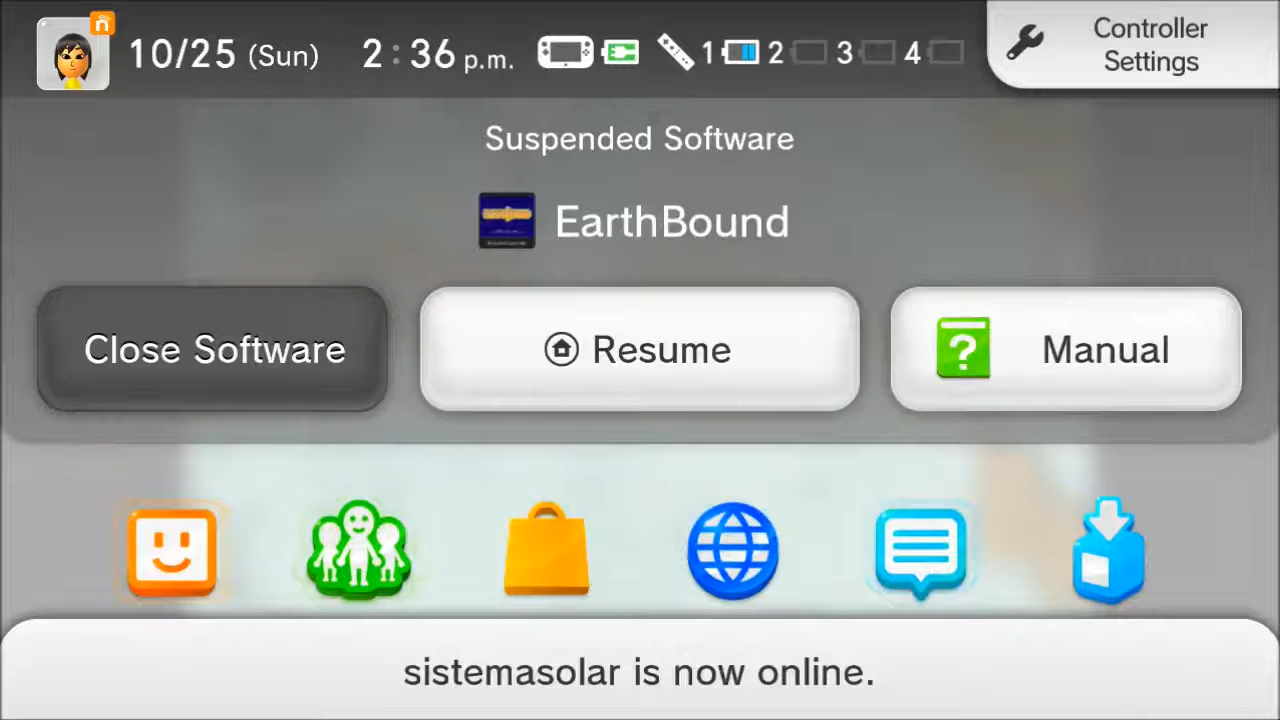 10/25 (Sun) 2:36 p.m. 1 2 3 4
Controller
Settings
Suspended Software
EarthBound
Close Software
Resume
Manual
sistemasolar is now online.